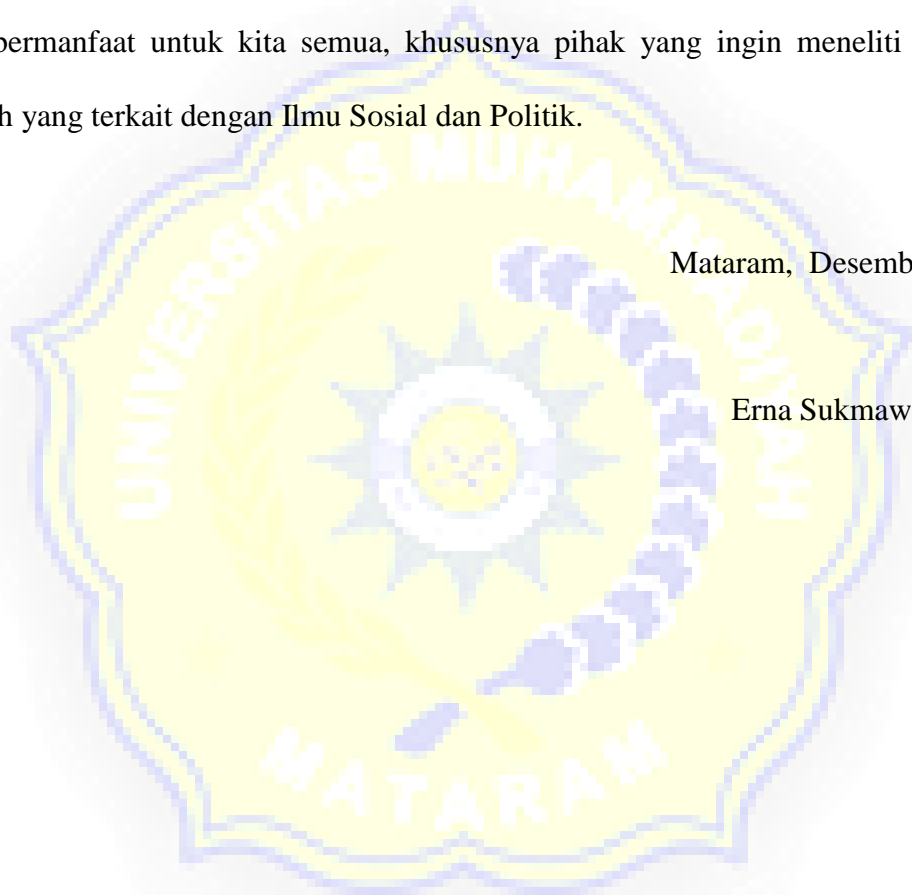 bermanfaat untuk kita semua, khususnya pihak yang ingin meneliti
h yang terkait dengan Ilmu Sosial dan Politik.
UNIVERSITAS MUHAMMADIYAH
Mataram, Desemb
Erna Sukmaw
MATARAM